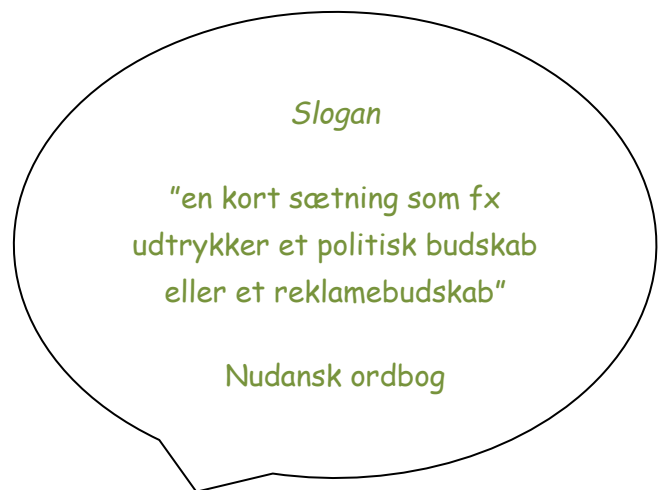 Slogan
”en kort sætning som fx
udtrykker et politisk budskab
eller et reklamebudskab”
Nudansk ordbog